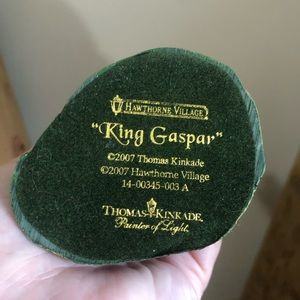 HAWTHORNE VILLAGE
"King Gaspar"
©2007 Thomas Kinkade
©2007 Hawthorne Village
14-00345-003 A
THOMAS KINKADE,
Painter of Light